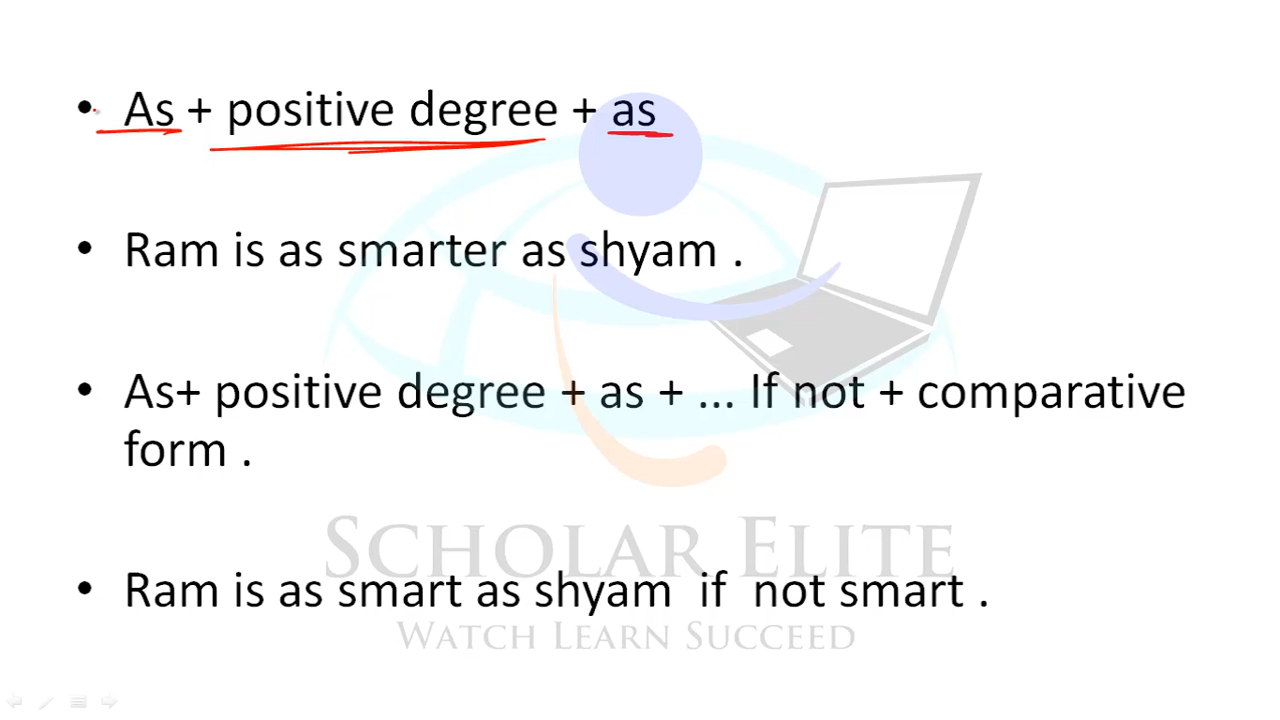 • As + positive degree + as
• Ram is as smarter as shyam .
• As+ positive degree + as + ... If not + comparative
form .
SCHOLAR ELITE
• Ram is as smart as shyam if not smart .
WATCH LEARN SUCCEED